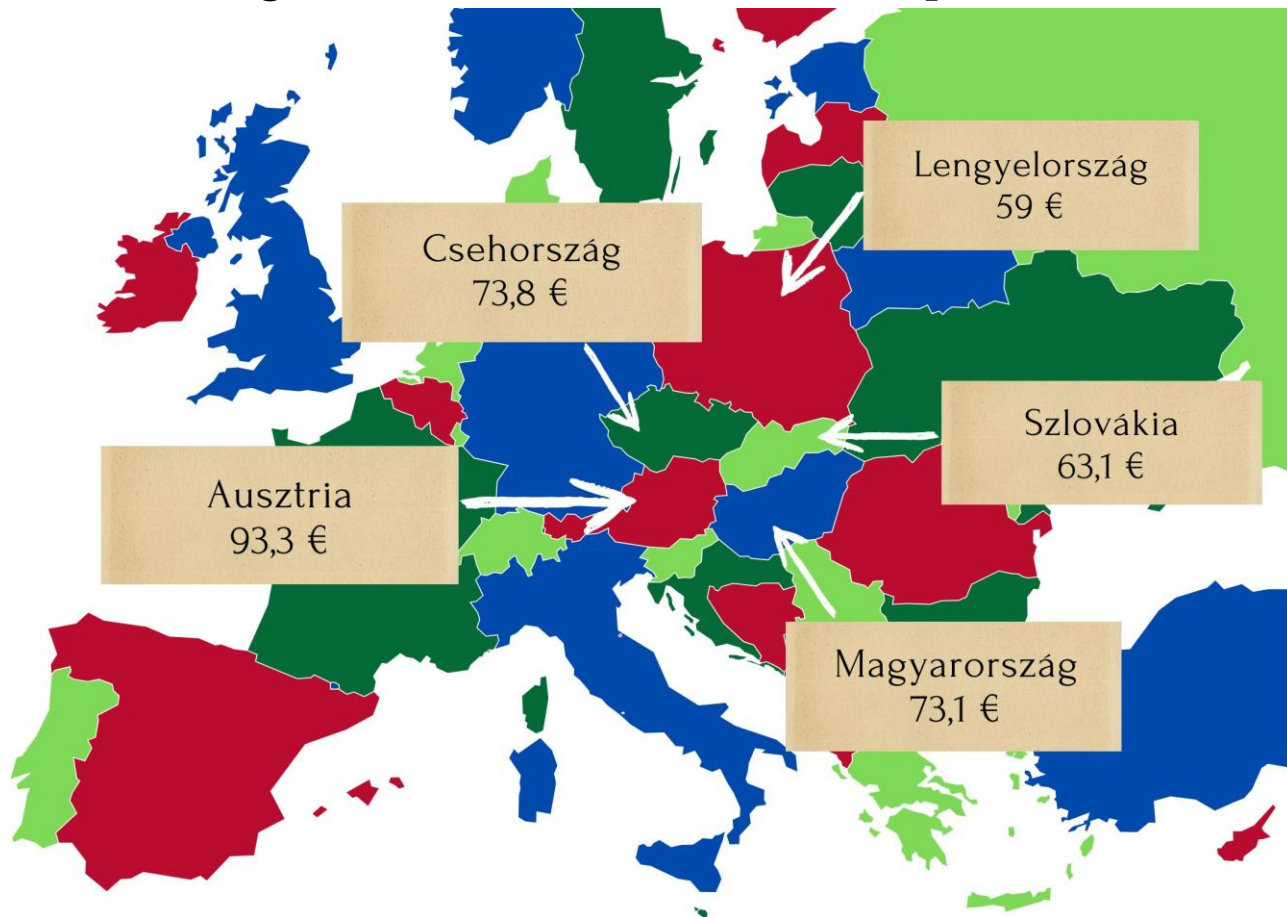 Lengyelország
59 €
Csehország
73,8 €
Szlovákia
63,1 €
Ausztria
93,3 €
Magyarország
73,1 €